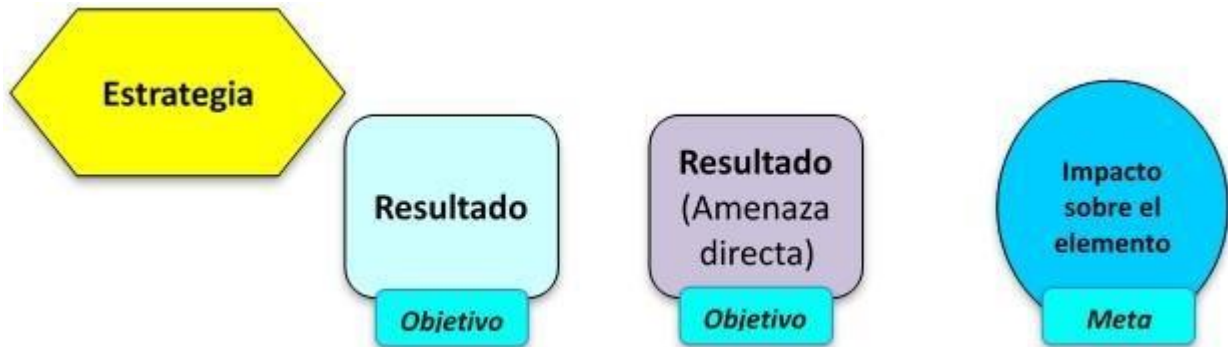 Estrategia
Resultado
Objetivo
Resultado
(Amenaza
directa)
Objetivo
Impacto
sobre el
elemento
Meta